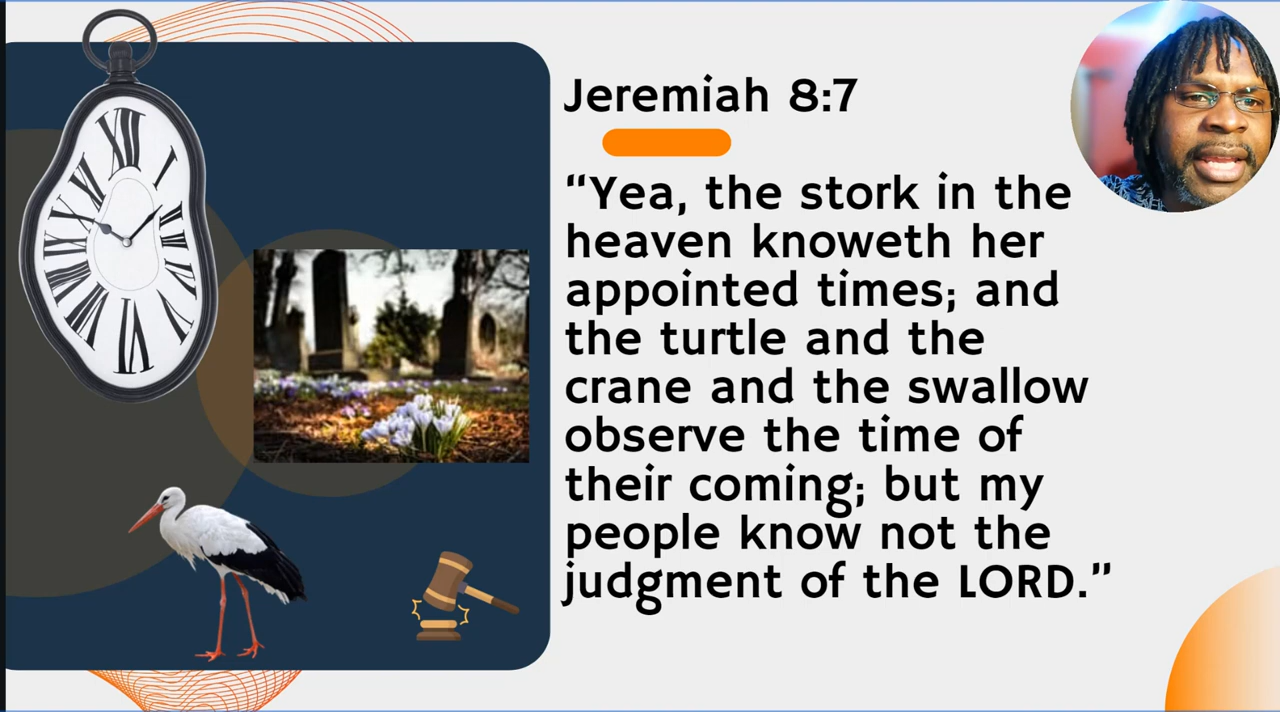 Jeremiah 8:7
“Yea, the stork in the
heaven knoweth her
appointed times; and
the turtle and the
crane and the swallow
observe the time of
their coming; but my
people know not the
judgment of the LORD.”